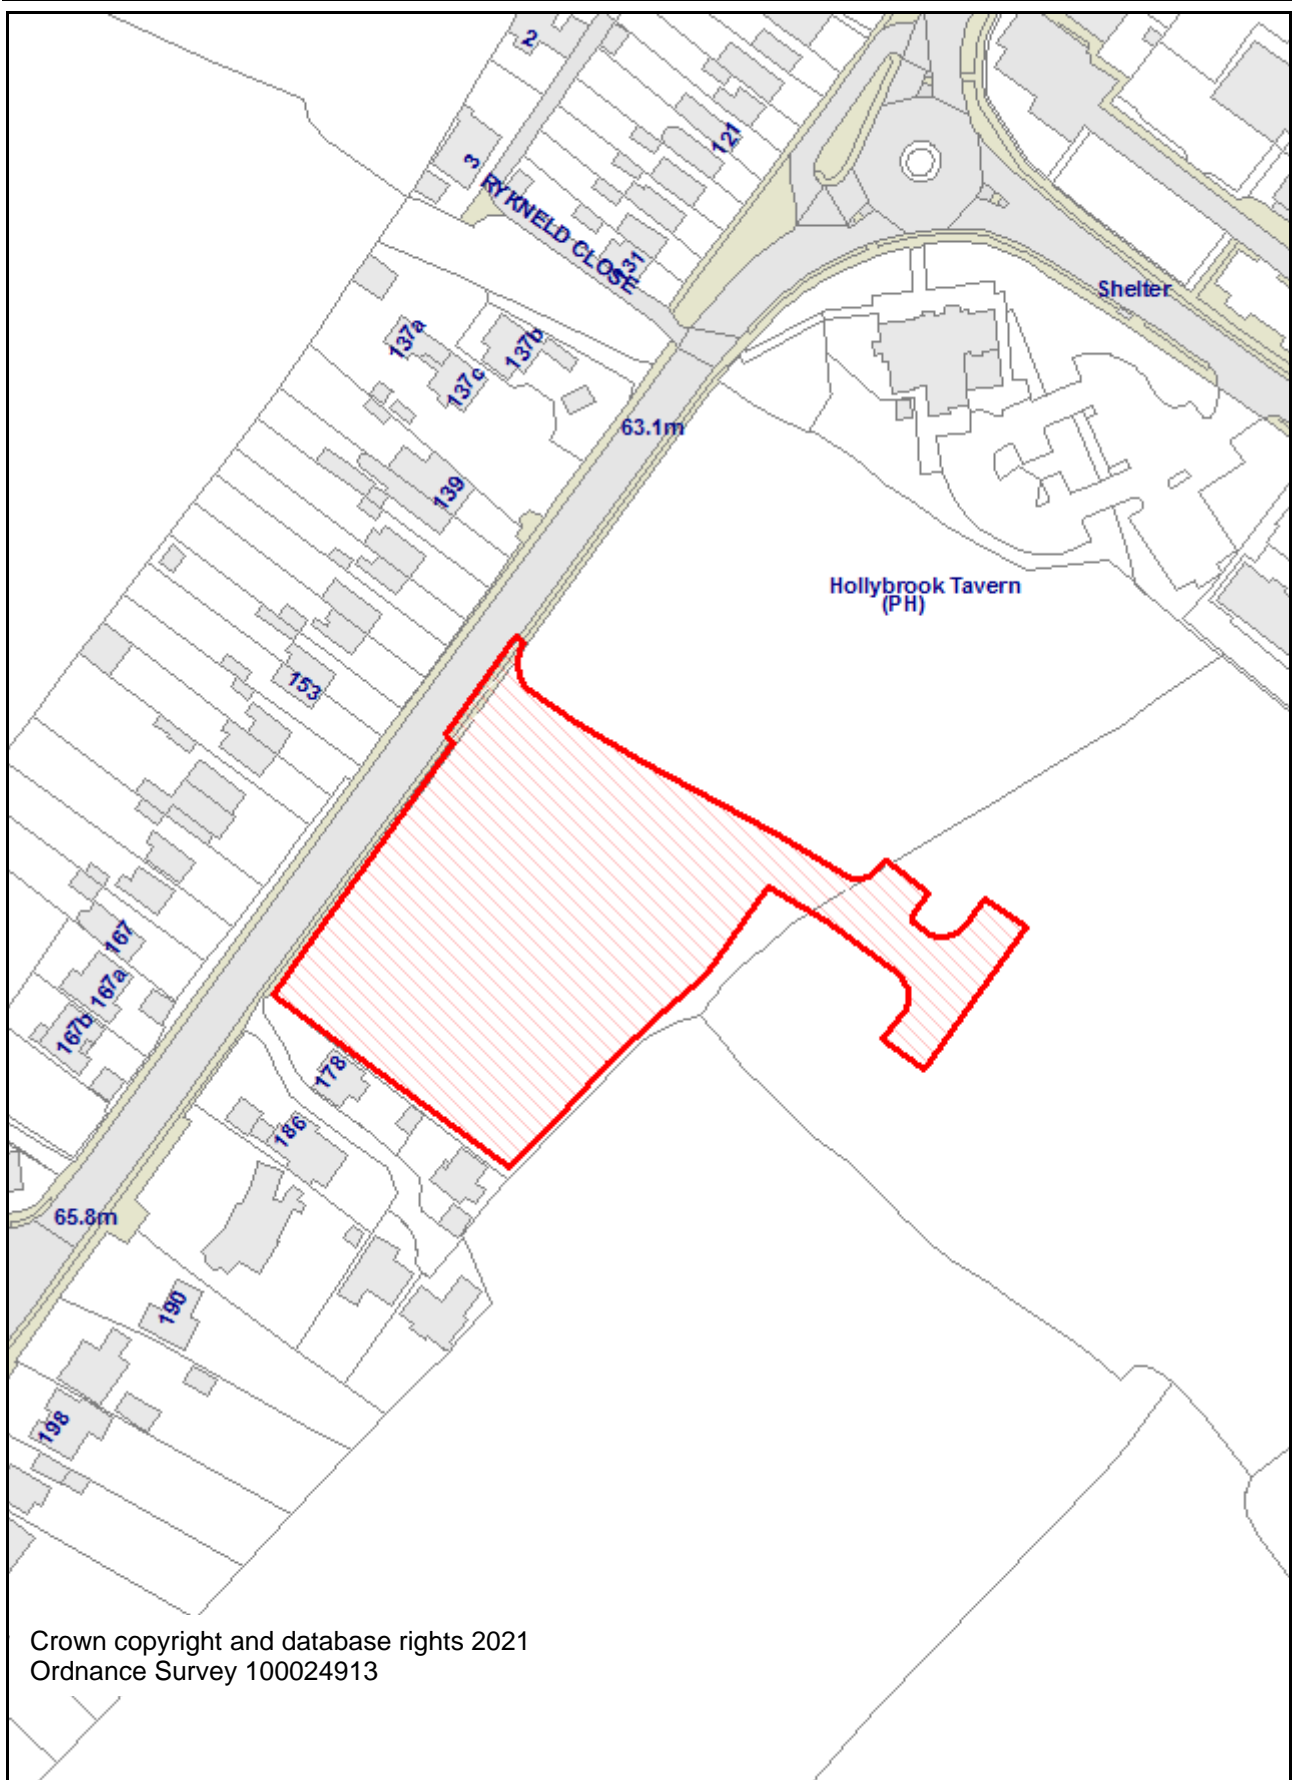 2
121
3
RYKNELD CLOSE
131
Shelter
137a
137b
137c
63.1m
139
Hollybrook Tavern
(PH)
153
167
167a
167b
178
186
65.8m
190
198
Crown copyright and database rights 2021
Ordnance Survey 100024913